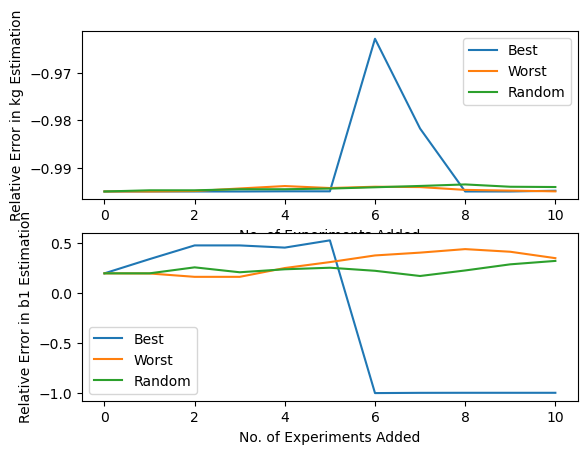 Relative Error in kg Estimation
−0.97
−0.98
−0.99
Best
Worst
Random
0
2
4
6
8
10
No. of Experiments Added
Relative Error in b1 Estimation
0.5
0.0
−0.5
−1.0
Best
Worst
Random
0
2
4
6
8
10
No. of Experiments Added